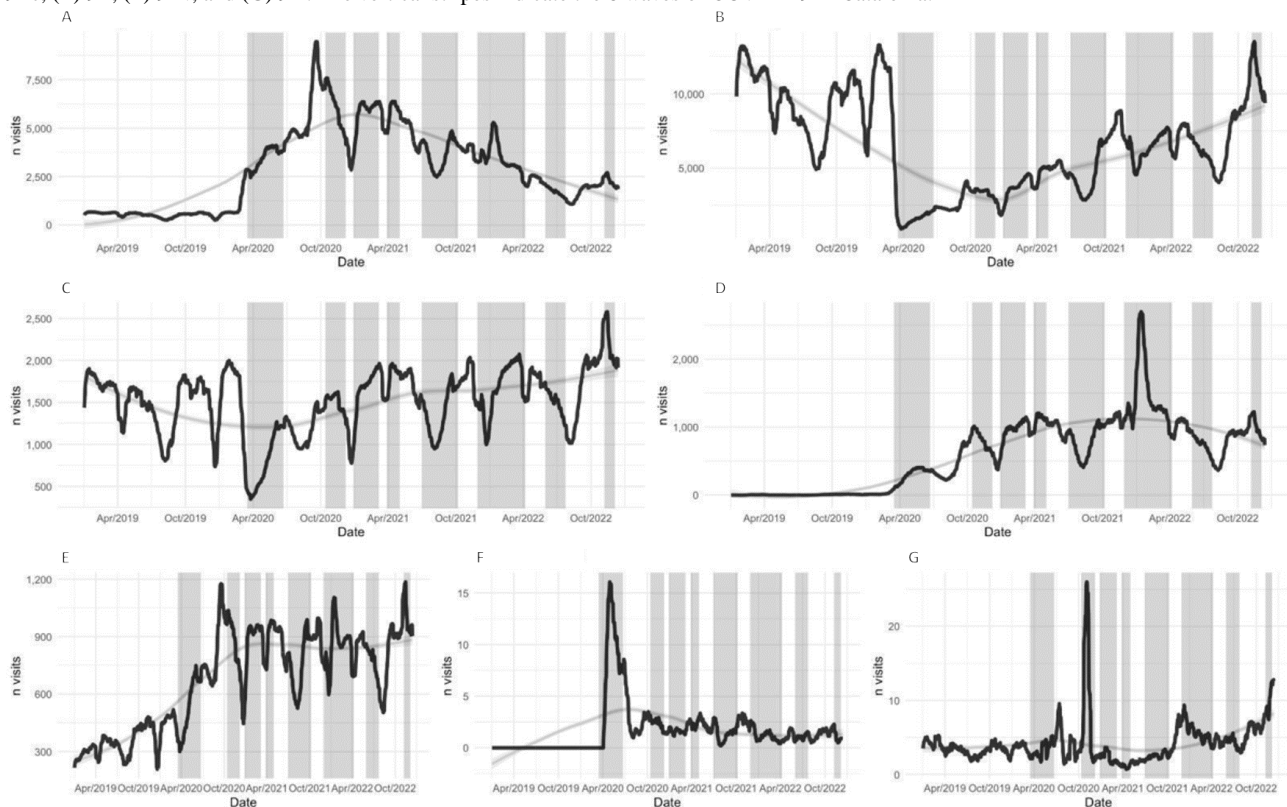 and (G) vertical stripes indicate the waves of
A
B
7,500
5,000
2,500
0
n visits
Apr/2019 Oct/2019 Apr/2020 Oct/2020 Apr/2021 Oct/2021 Apr/2022 Oct/2022
Date
10,000
5,000
n visits
Apr/2019 Oct/2019 Apr/2020 Oct/2020 Apr/2021 Oct/2021 Apr/2022 Oct/2022
Date
C
D
2,500
2,000
1,500
1,000
500
n visits
Apr/2019 Oct/2019 Apr/2020 Oct/2020 Apr/2021 Oct/2021 Apr/2022 Oct/2022
Date
2,000
1,000
0
n visits
Apr/2019 Oct/2019 Apr/2020 Oct/2020 Apr/2021 Oct/2021 Apr/2022 Oct/2022
Date
E
F
G
1,200
900
600
300
n visits
Apr/2019 Oct/2019 Apr/2020 Oct/2020 Apr/2021 Oct/2021 Apr/2022 Oct/2022
Date
15
10
5
0
n visits
Apr/2019 Oct/2019 Apr/2020 Oct/2020 Apr/2021 Oct/2021 Apr/2022 Oct/2022
Date
20
10
0
n visits
Apr/2019 Oct/2019 Apr/2020 Oct/2020 Apr/2021 Oct/2021 Apr/2022 Oct/2022
Date